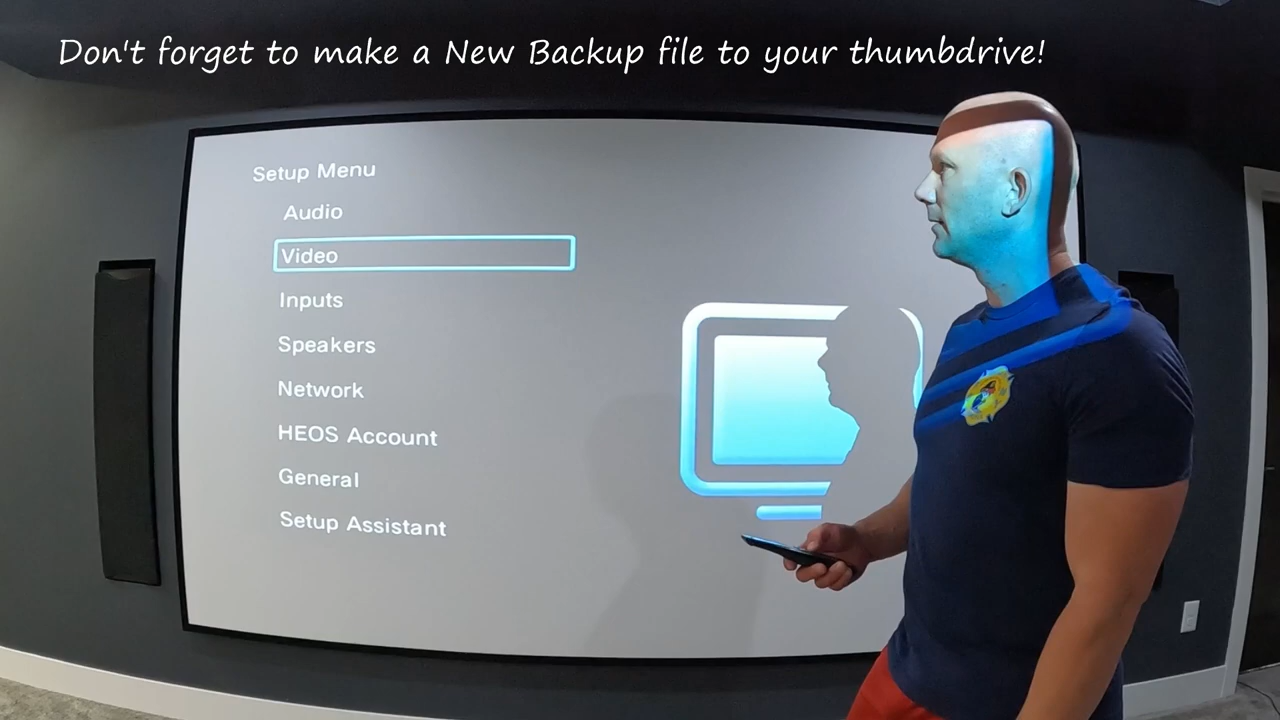 Don't forget to make a New Backup file to your thumbdrive!
Setup Menu
Audio
Video
Inputs
Speakers
Network
HEOS Account
General
Setup Assistant